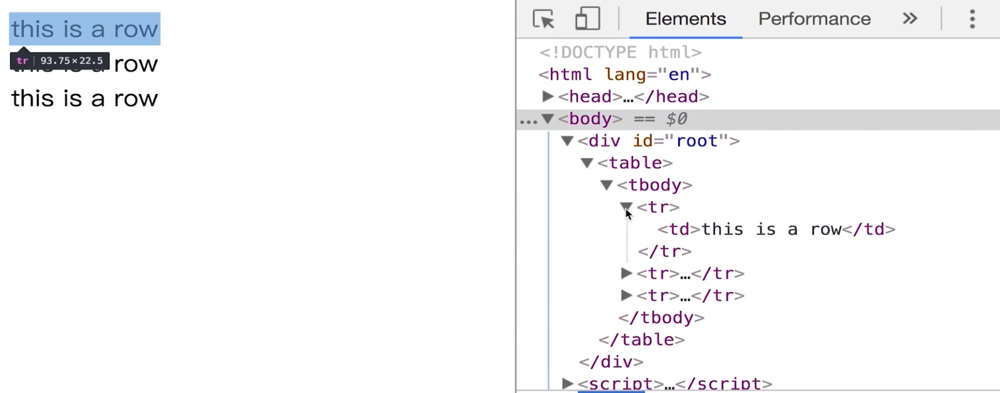 this is a row
tr 93.75×22.5
row
this is a row
Elements Performance »
<!DOCTYPE html>
<html lang="en">
▶<head>…</head>
…▼<body> == $0
▼<div id="root">
▼<table>
▼<tbody>
▼<tr>
<td>this is a row</td>
</tr>
▶<tr>…</tr>
▶<tr>…</tr>
</tbody>
</table>
</div>
▶<script>…</script>